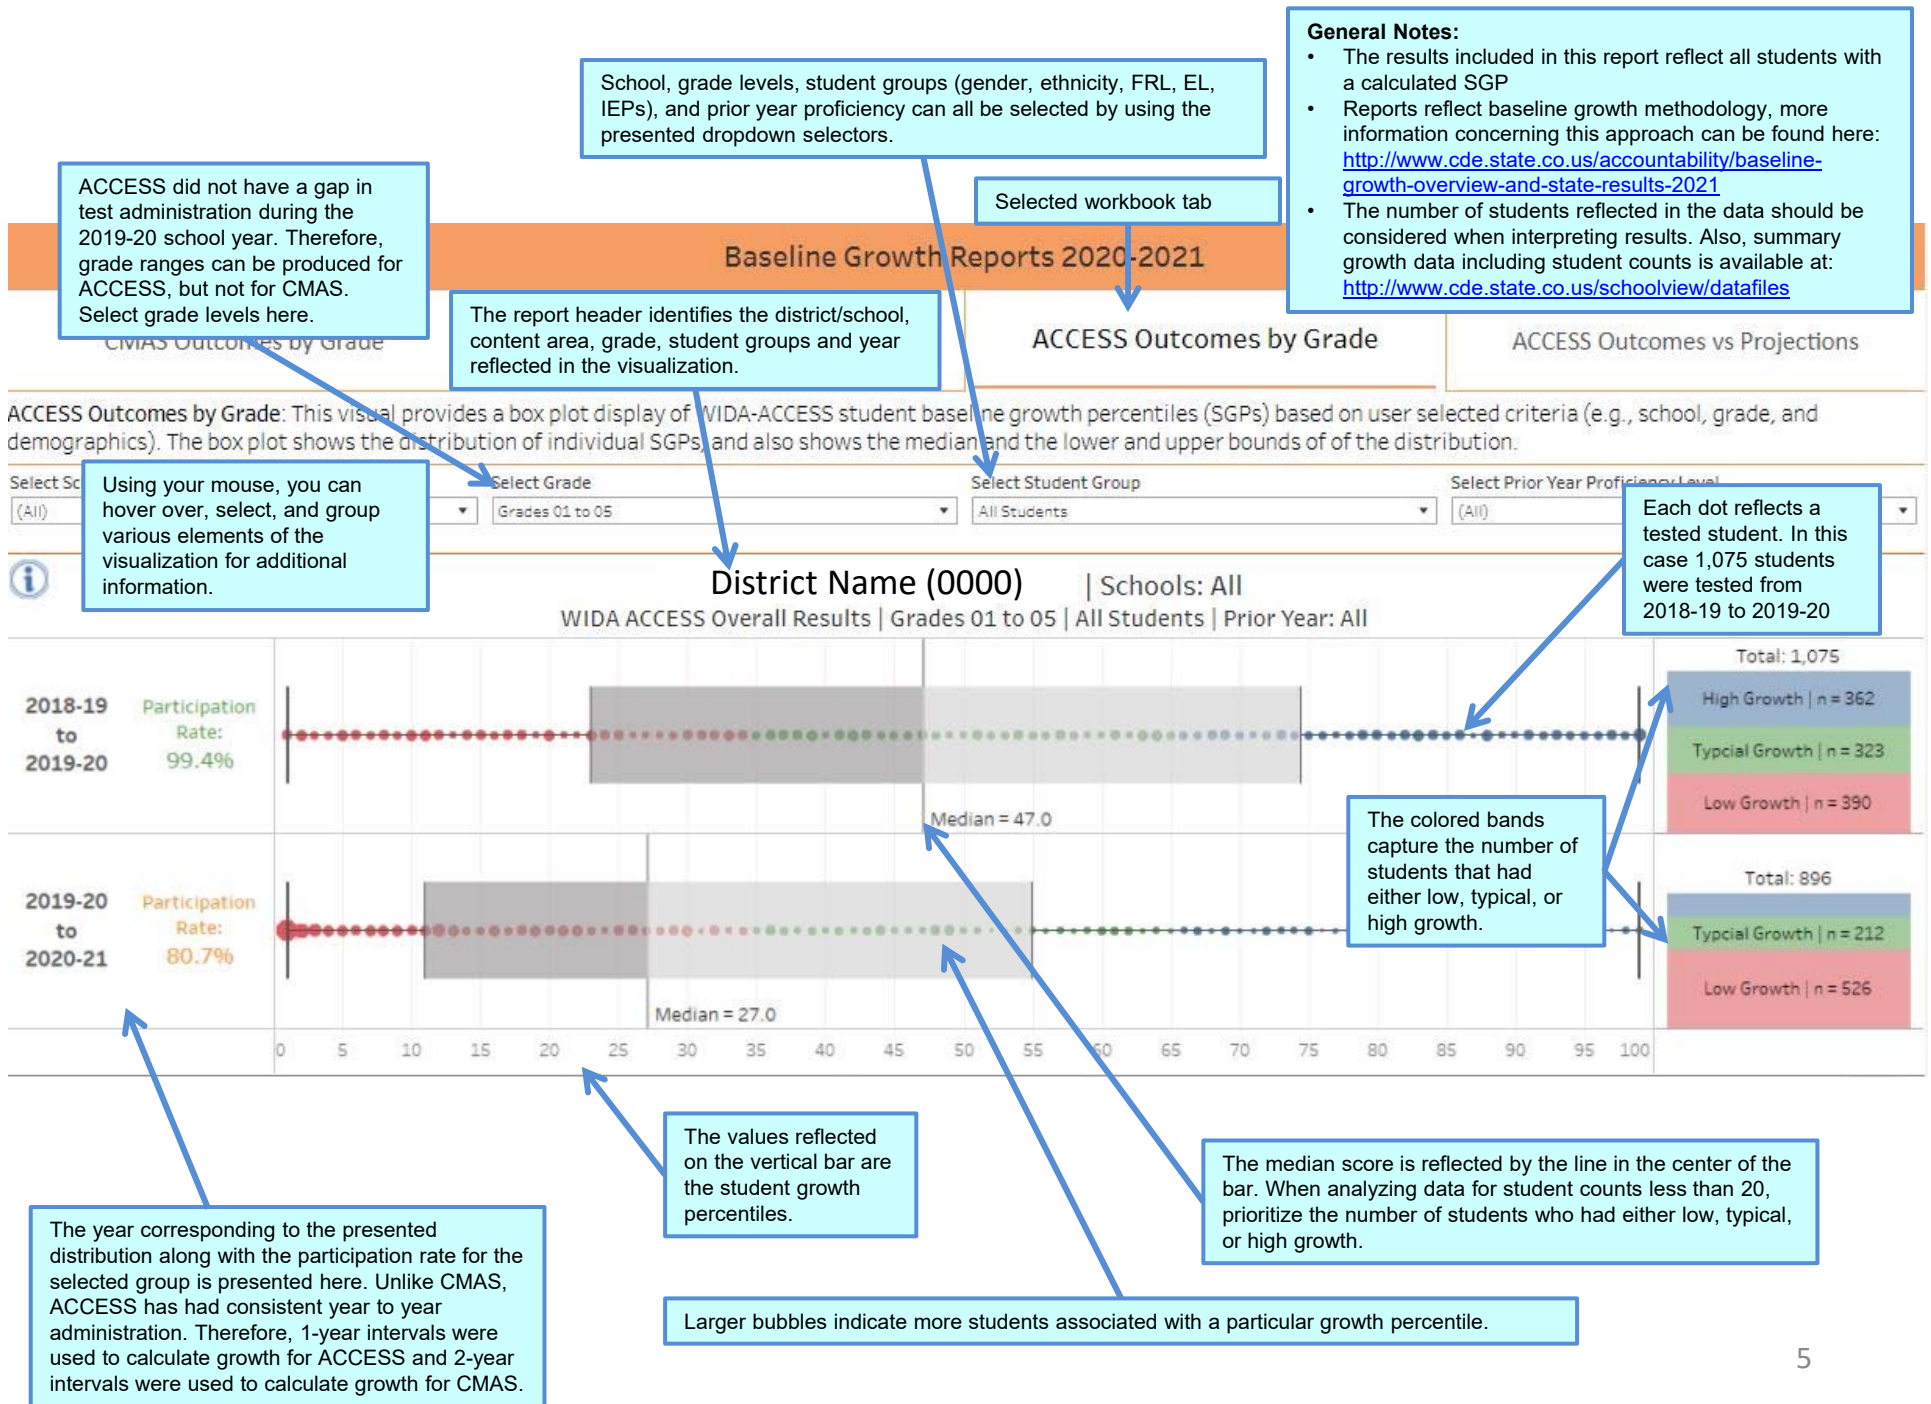 General Notes:
• The results included in this report reflect all students with
a calculated SGP
• Reports reflect baseline growth methodology, more
information concerning this approach can be found here:
http://www.cde.state.co.us/accountability/baseline-
growth-overview-and-state-results-2021
• The number of students reflected in the data should be
considered when interpreting results. Also, summary
growth data including student counts is available at:
http://www.cde.state.co.us/schoolview/datafiles
School, grade levels, student groups (gender, ethnicity, FRL, EL,
IEPs), and prior year proficiency can all be selected by using the
presented dropdown selectors.
Selected workbook tab
ACCESS did not have a gap in
test administration during the
2019-20 school year. Therefore,
grade ranges can be produced for
ACCESS, but not for CMAS.
Select grade levels here.
Baseline Growth Reports 2020-2021
The report header identifies the district/school,
content area, grade, student groups and year
reflected in the visualization.
CMAS Outcomes by Grade
ACCESS Outcomes by Grade
ACCESS Outcomes vs Projections
ACCESS Outcomes by Grade: This visual provides a box plot display of WIDA-ACCESS student baseline growth percentiles (SGPs) based on user selected criteria (e.g., school, grade, and
demographics). The box plot shows the distribution of individual SGPs, and also shows the median and the lower and upper bounds of of the distribution.
Select Sc
(All)
Select Grade
Grades 01 to 05
Select Student Group
All Students
Select Prior Year Proficiency Level
(All)
Using your mouse, you can
hover over, select, and group
various elements of the
visualization for additional
information.
Each dot reflects a
tested student. In this
case 1,075 students
were tested from
2018-19 to 2019-20
District Name (0000) | Schools: All
WIDA ACCESS Overall Results | Grades 01 to 05 | All Students | Prior Year: All
2018-19
to
2019-20
Participation
Rate:
99.4%
Median = 47.0
Total: 1,075
High Growth | n = 362
Typcial Growth | n = 323
Low Growth | n = 390
The colored bands
capture the number of
students that had
either low, typical, or
high growth.
2019-20
to
2020-21
Participation
Rate:
80.7%
Median = 27.0
Total: 896
Typcial Growth | n = 212
Low Growth | n = 526
0 5 10 15 20 25 30 35 40 45 50 55 60 65 70 75 80 85 90 95 100
The values reflected
on the vertical bar are
the student growth
percentiles.
The median score is reflected by the line in the center of the
bar. When analyzing data for student counts less than 20,
prioritize the number of students who had either low, typical,
or high growth.
The year corresponding to the presented
distribution along with the participation rate for the
selected group is presented here. Unlike CMAS,
ACCESS has had consistent year to year
administration. Therefore, 1-year intervals were
used to calculate growth for ACCESS and 2-year
intervals were used to calculate growth for CMAS.
Larger bubbles indicate more students associated with a particular growth percentile.
5